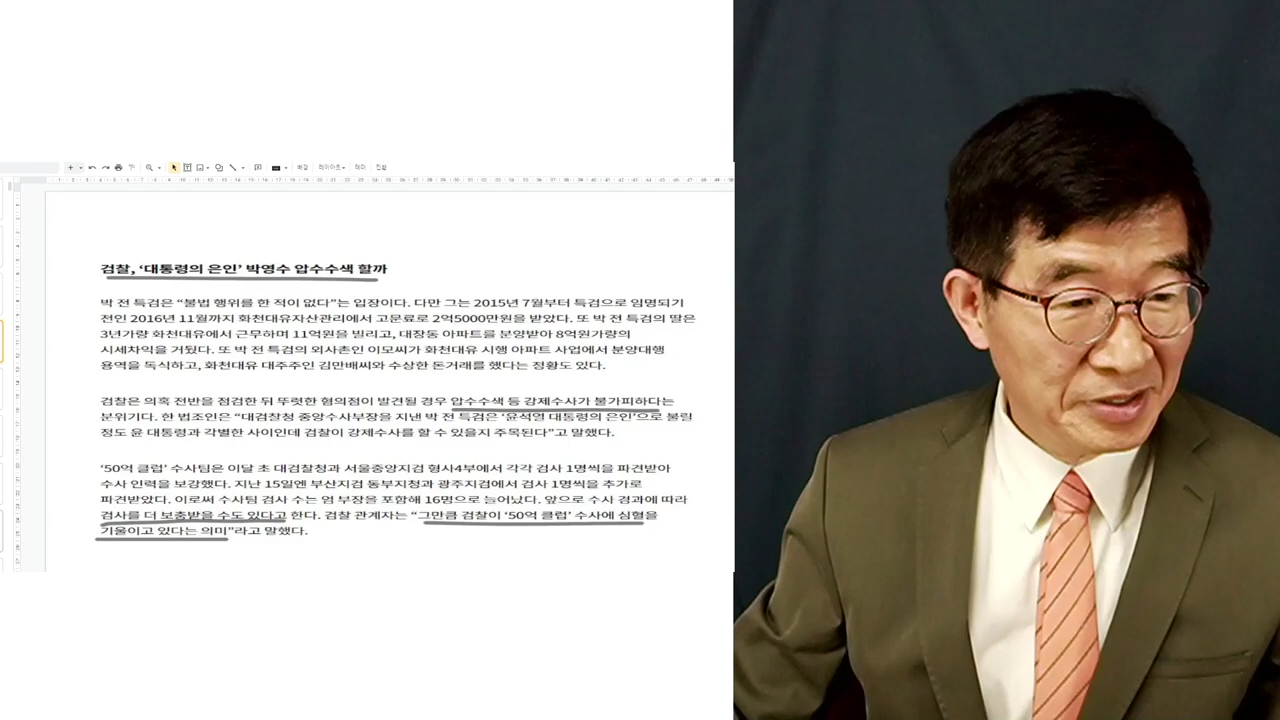 배경
레이아웃
테마
전환
검찰, ‘대통령의 은인’ 박영수 압수수색 할까
박 전 특검은 “불법 행위를 한 적이 없다”는 입장이다. 다만 그는 2015년 7월부터 특검으로 임명되기
전인 2016년 11월까지 화천대유자산관리에서 고문료로 2억5000만원을 받았다. 또 박 전 특검의 딸은
3년가량 화천대유에서 근무하며 11억원을 빌리고, 대장동 아파트를 분양받아 8억원가량의
시세차익을 거뒀다. 또 박 전 특검의 외사촌인 이모씨가 화천대유 시행 아파트 사업에서 분양대행
용역을 독식하고, 화천대유 대주주인 김만배씨와 수상한 돈거래를 했다는 정황도 있다.
검찰은 의혹 전반을 점검한 뒤 뚜렷한 혐의점이 발견될 경우 압수수색 등 강제수사가 불가피하다는
분위기다. 한 법조인은 “대검찰청 중앙수사부장을 지낸 박 전 특검은 ‘윤석열 대통령의 은인’으로 불릴
정도 윤 대통령과 각별한 사이인데 검찰이 강제수사를 할 수 있을지 주목된다”고 말했다.
‘50억 클럽’ 수사팀은 이달 초 대검찰청과 서울중앙지검 형사4부에서 각각 검사 1명씩을 파견받아
수사 인력을 보강했다. 지난 15일엔 부산지검 동부지청과 광주지검에서 검사 1명씩을 추가로
파견받았다. 이로써 수사팀 검사 수는 엄 부장을 포함해 16명으로 늘어났다. 앞으로 수사 경과에 따라
검사를 더 보충받을 수도 있다고 한다. 검찰 관계자는 “그만큼 검찰이 ‘50억 클럽’ 수사에 심혈을
기울이고 있다는 의미”라고 말했다.